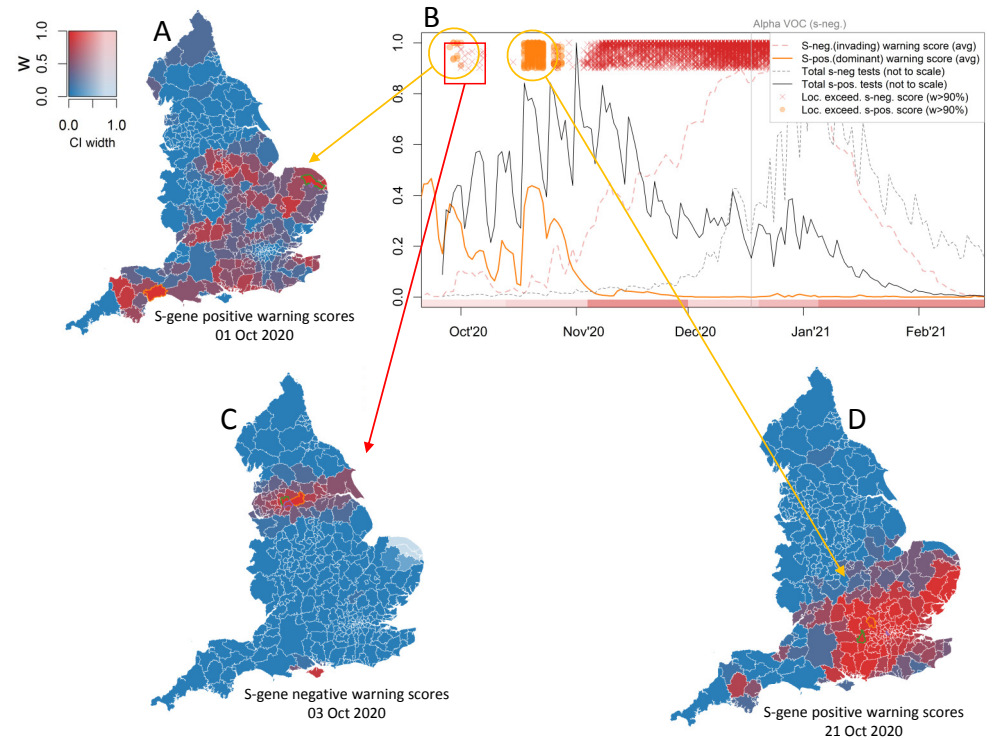 A
W
0.0
0.5
1.0
0.0
1.0
CI width
S-gene positive warning scores
01 Oct 2020
B
Alpha VOC (s-neg.)
S-neg.(invading) warning score (avg)
S-pos.(dominant) warning score (avg)
Total s-neg tests (not to scale)
Total s-pos. tests (not to scale)
Loc. exceed. s-neg. score (w>90%)
Loc. exceed. s-pos. score (w>90%)
1.0
0.8
0.6
0.4
0.2
0.0
Oct'20
Nov'20
Dec'20
Jan'21
Feb'21
C
S-gene negative warning scores
03 Oct 2020
D
S-gene positive warning scores
21 Oct 2020